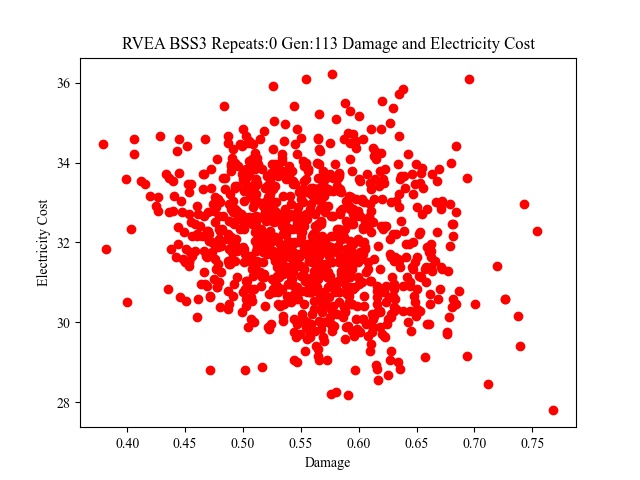 RVEA BSS3 Repeats:0 Gen:113 Damage and Electricity Cost
36
34
32
30
28
Electricity Cost
0.40 0.45 0.50 0.55 0.60 0.65 0.70 0.75
Damage